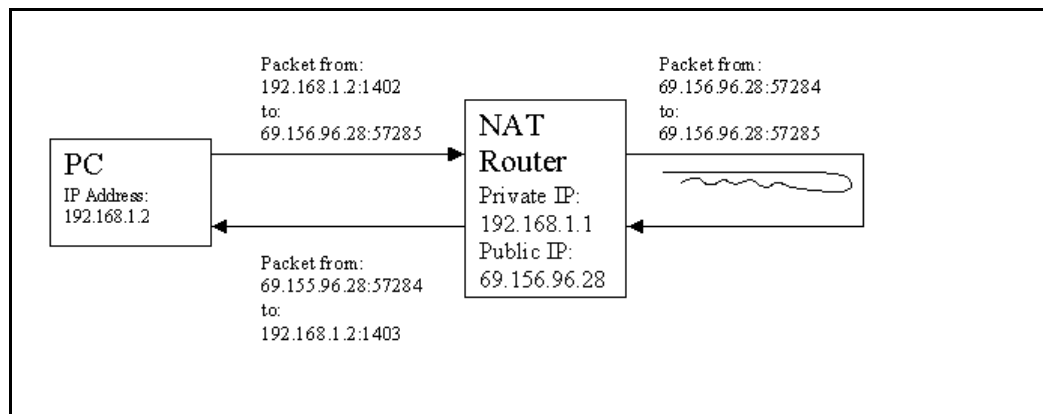 Packet from:
192.168.1.2:1402
to:
69.156.96.28:57285
Packet from:
69.156.96.28:57284
to:
69.156.96.28:57285
PC
IP Address:
192.168.1.2
NAT
Router
Private IP:
192.168.1.1
Public IP:
69.156.96.28
Packet from:
69.155.96.28:57284
to:
192.168.1.2:1403